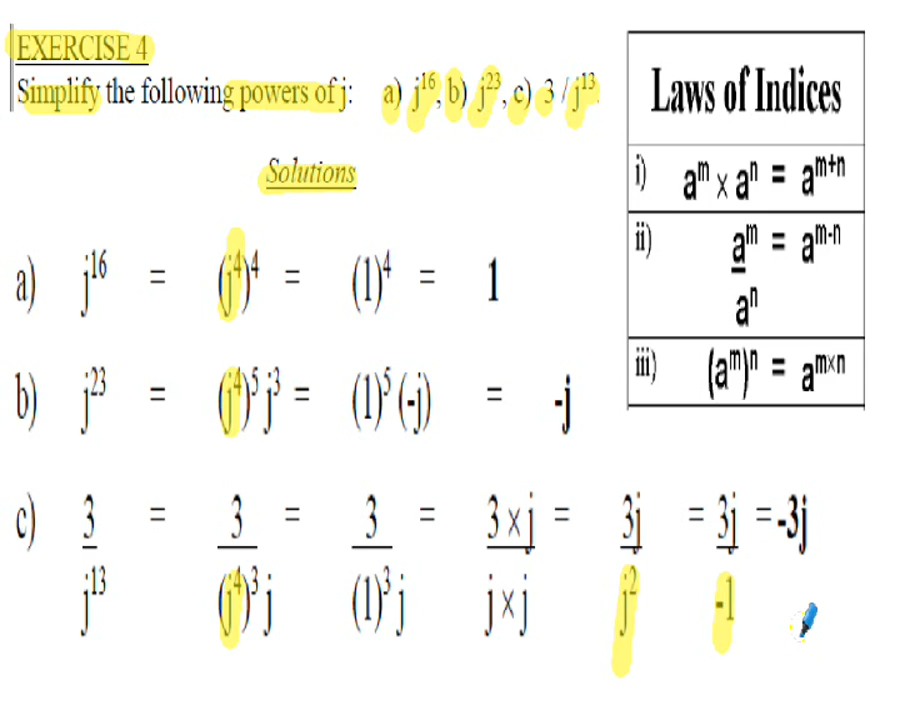 EXERCISE 4
Simplify the following powers of j: a) j¹⁶, b) j²³, c) 3 / j¹³.
Solutions
a) j¹⁶ = (j⁴)⁴ = (1)⁴ = 1
b) j²³ = (j⁴)⁵ j³ = (1)⁵ (-j) = -j
c) 3 = 3 = 3 = 3 x j = 3j = 3j = -3j
j¹³ (j⁴)³ j (1)³ j j x j j² -1
Laws of Indices
i) aᵐ x aⁿ = aᵐ⁺ⁿ
ii) aᵐ = aᵐ⁻ⁿ
aⁿ
iii) (aᵐ)ⁿ = aᵐˣⁿ